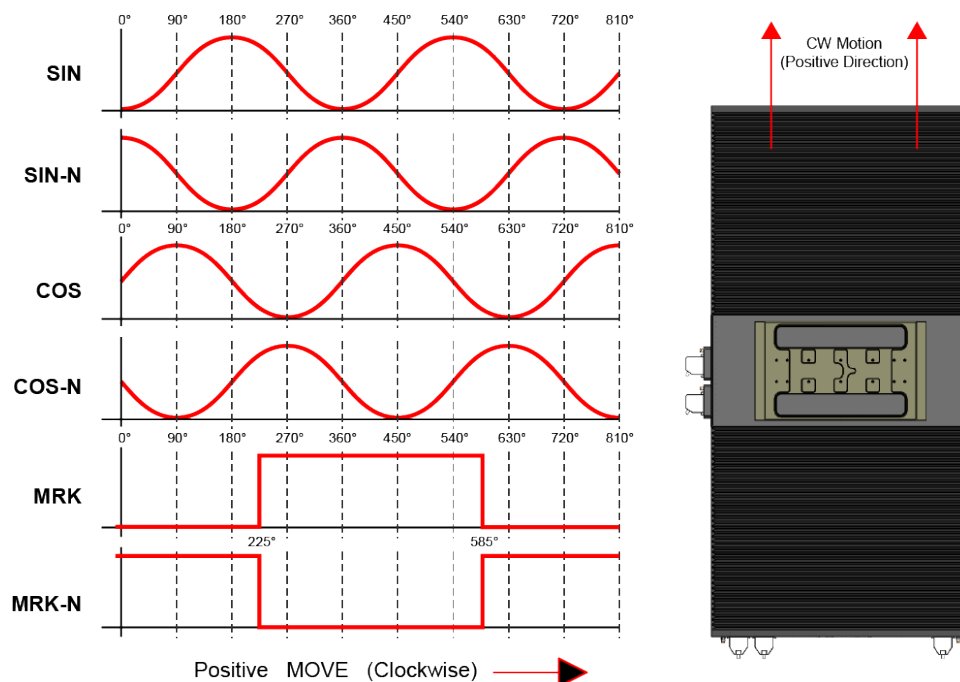 0° 90° 180° 270° 360° 450° 540° 630° 720° 810°
SIN
CW Motion
(Positive Direction)
SIN-N
0° 90° 180° 270° 360° 450° 540° 630° 720° 810°
COS
COS-N
0° 90° 180° 270° 360° 450° 540° 630° 720° 810°
MRK
225° 585°
MRK-N
Positive MOVE (Clockwise)